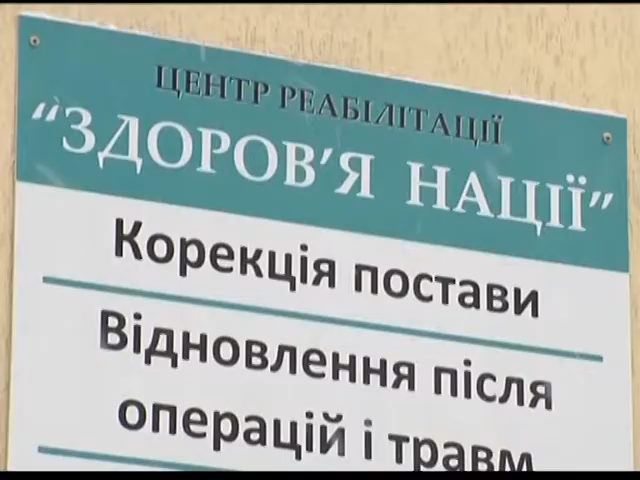 ЦЕНТР РЕАБІЛІТАЦІЇ
“ЗДОРОВ’Я НАЦІЇ”
Корекція постави
Відновлення після
операцій і травм